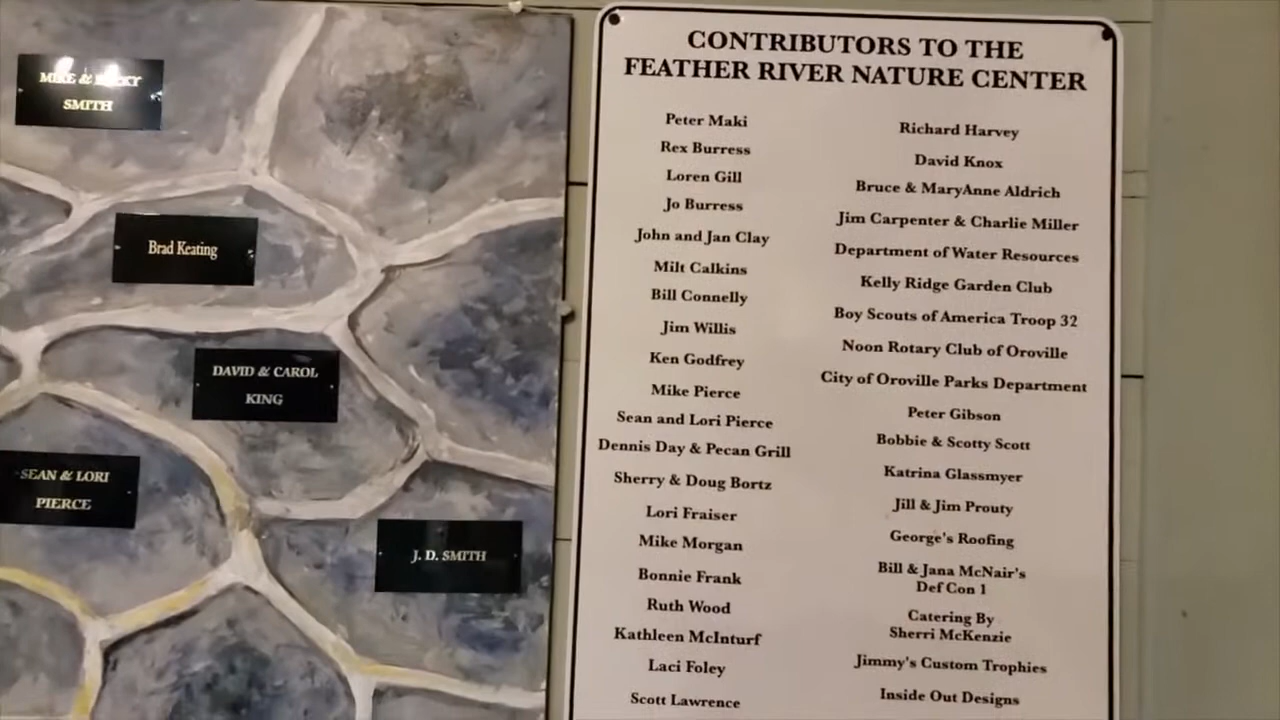 MIKE & 
SMITH
Brad Keating
DAVID & CAROL
KING
SEAN & LORI
PIERCE
J. D. SMITH
CONTRIBUTORS TO THE
FEATHER RIVER NATURE CENTER
Peter Maki
Rex Burress
Loren Gill
Jo Burress
John and Jan Clay
Milt Calkins
Bill Connelly
Jim Willis
Ken Godfrey
Mike Pierce
Sean and Lori Pierce
Dennis Day & Pecan Grill
Sherry & Doug Bortz
Lori Fraiser
Mike Morgan
Bonnie Frank
Ruth Wood
Kathleen McInturf
Laci Foley
Scott Lawrence
Richard Harvey
David Knox
Bruce & MaryAnne Aldrich
Jim Carpenter & Charlie Miller
Department of Water Resources
Kelly Ridge Garden Club
Boy Scouts of America Troop 32
Noon Rotary Club of Oroville
City of Oroville Parks Department
Peter Gibson
Bobbie & Scotty Scott
Katrina Glassmyer
Jill & Jim Prouty
George's Roofing
Bill & Jana McNair's
Def Con 1
Catering By
Sherri McKenzie
Jimmy's Custom Trophies
Inside Out Designs